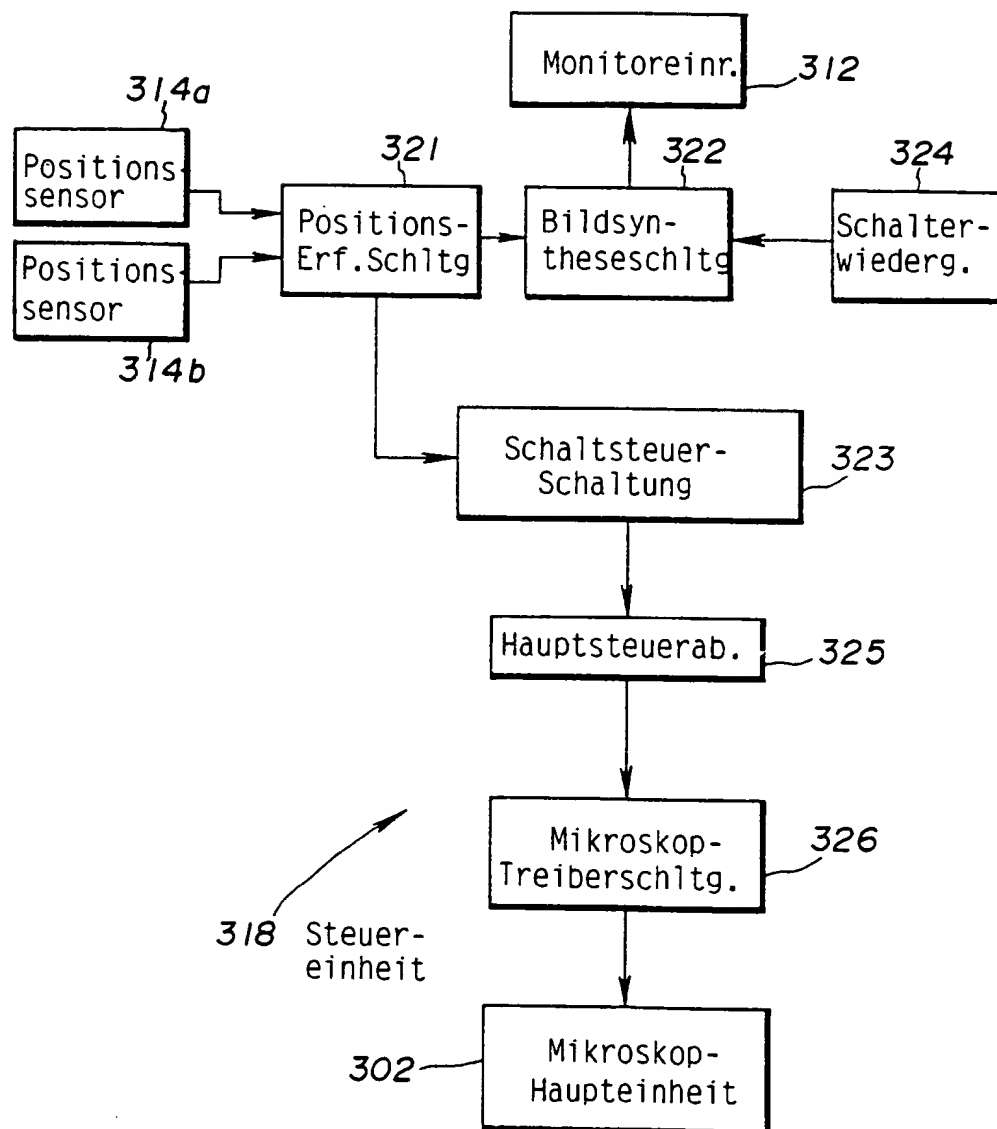 Monitoreinr.
312
314a
Positions-
sensor
321
322
324
Positions-
Erf.Schltg
Bildsyn-
theseschltg
Schalter-
wiederg.
Positions-
sensor
314b
Schaltsteuer-
Schaltung
323
Hauptsteuerab.
325
Mikroskop-
Treiberschltg.
326
318 Steuer-
einheit
302
Mikroskop-
Haupteinheit